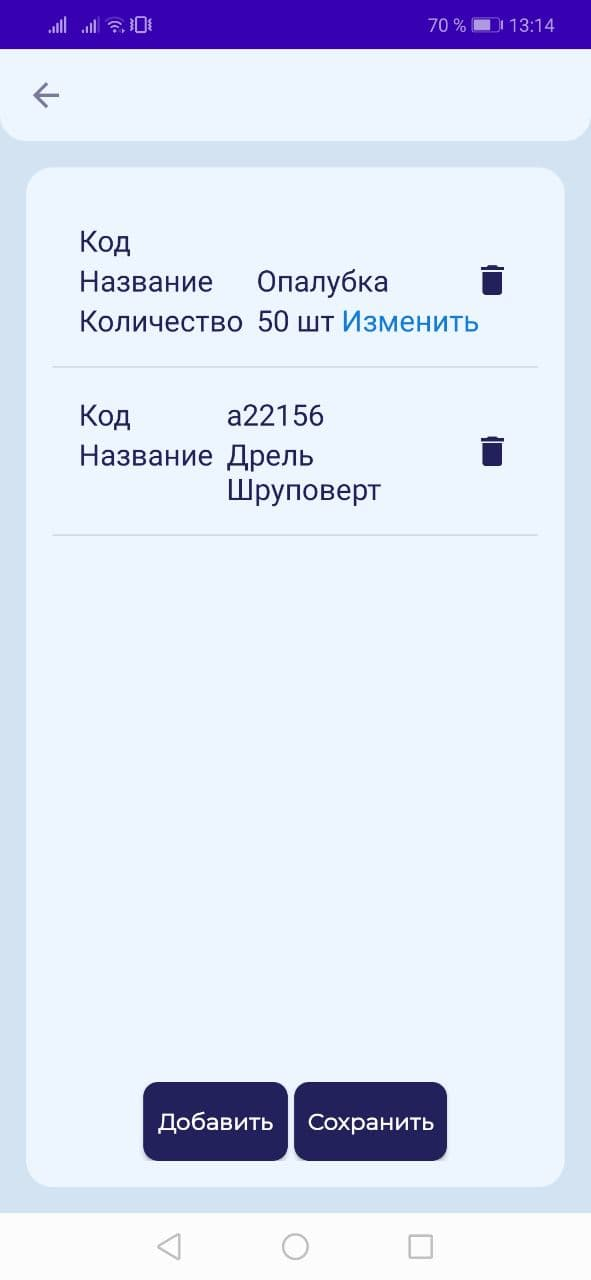 70 % 13:14
Код
Название Опалубка
Количество 50 шт Изменить
Код а22156
Название Дрель
Шруповерт
Добавить Сохранить